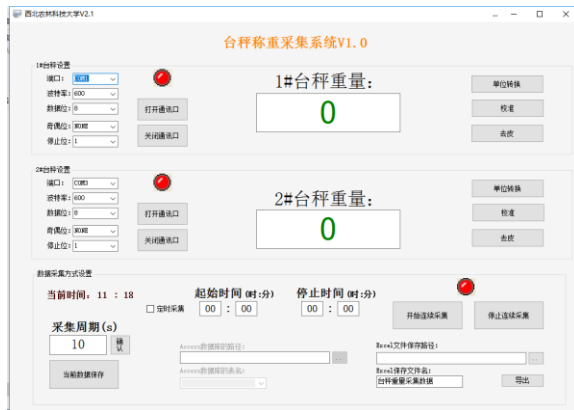 西北农林科技大学V2.1
台秤称重采集系统V1.0
1#台秤设置
端口: COM1
波特率: 600
数据位: 8
奇偶位: NONE
停止位: 1
打开通讯口
关闭通讯口
1#台秤重量:
0
单位转换
校准
去皮
2#台秤设置
端口: COM3
波特率: 600
数据位: 8
奇偶位: NONE
停止位: 1
打开通讯口
关闭通讯口
2#台秤重量:
0
单位转换
校准
去皮
数据采集方式设置
当前时间: 11 : 18
定时采集
起始时间(时:分)
00 : 00
停止时间(时:分)
00 : 00
开始连续采集
停止连续采集
采集周期(s)
10
确认
当前数据保存
Access数据库的路径:
..
Access数据库的表名:
Excel文件保存路径:
..
Excel保存文件名:
台秤重量采集数据
导出